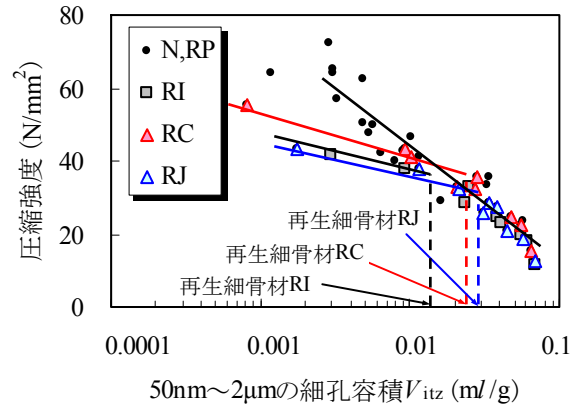 80
60
40
20
0
圧縮強度 (N/mm²)
N,RP
RI
RC
RJ
再生細骨材RJ
再生細骨材RC
再生細骨材RI
0.0001 0.001 0.01 0.1
50nm～2μmの細孔容積Vitz (ml/g)